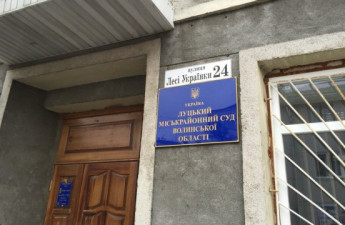 вулиця
Лесі Українки 24
УКРАЇНА
ЛУЦЬКИЙ
МІСЬКРАЙОННИЙ СУД
ВОЛИНСЬКОЇ
ОБЛАСТІ